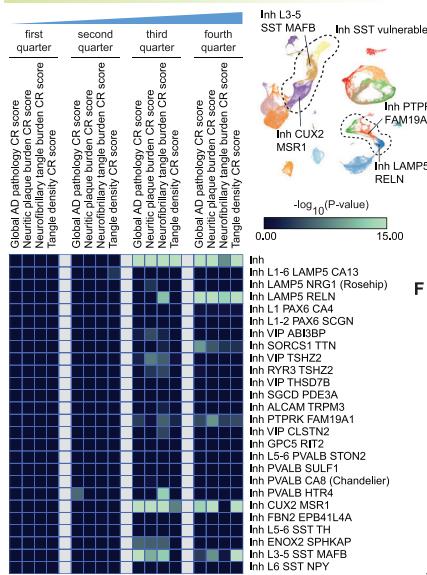 first quarter
second quarter
third quarter
fourth quarter
Global AD pathology CR score
Neuritic plaque burden CR score
Neurofibrillary tangle burden CR score
Tangle density CR score
Global AD pathology CR score
Neuritic plaque burden CR score
Neurofibrillary tangle burden CR score
Tangle density CR score
Global AD pathology CR score
Neuritic plaque burden CR score
Neurofibrillary tangle burden CR score
Tangle density CR score
Global AD pathology CR score
Neuritic plaque burden CR score
Neurofibrillary tangle burden CR score
Tangle density CR score
Inh L3-5
SST MAFB
Inh SST vulnerable
Inh PTPR
FAM19A
Inh CUX2
MSR1
Inh LAMP5
RELN
-log10(P-value)
0.00 15.00
Inh
Inh L1-6 LAMP5 CA13
Inh LAMP5 NRG1 (Rosehip)
Inh LAMP5 RELN
Inh L1 PAX6 CA4
Inh L1-2 PAX6 SCGN
Inh VIP ABI3BP
Inh SORCS1 TTN
Inh VIP TSHZ2
Inh RYR3 TSHZ2
Inh VIP THSD7B
Inh SGCD PDE3A
Inh ALCAM TRPM3
Inh PTPRK FAM19A1
Inh VIP CLSTN2
Inh GPC5 RIT2
Inh L5-6 PVALB STON2
Inh PVALB SULF1
Inh PVALB CA8 (Chandelier)
Inh PVALB HTR4
Inh CUX2 MSR1
Inh FBN2 EPB41L4A
Inh L5-6 SST TH
Inh ENOX2 SPHKAP
Inh L3-5 SST MAFB
Inh L6 SST NPY
F